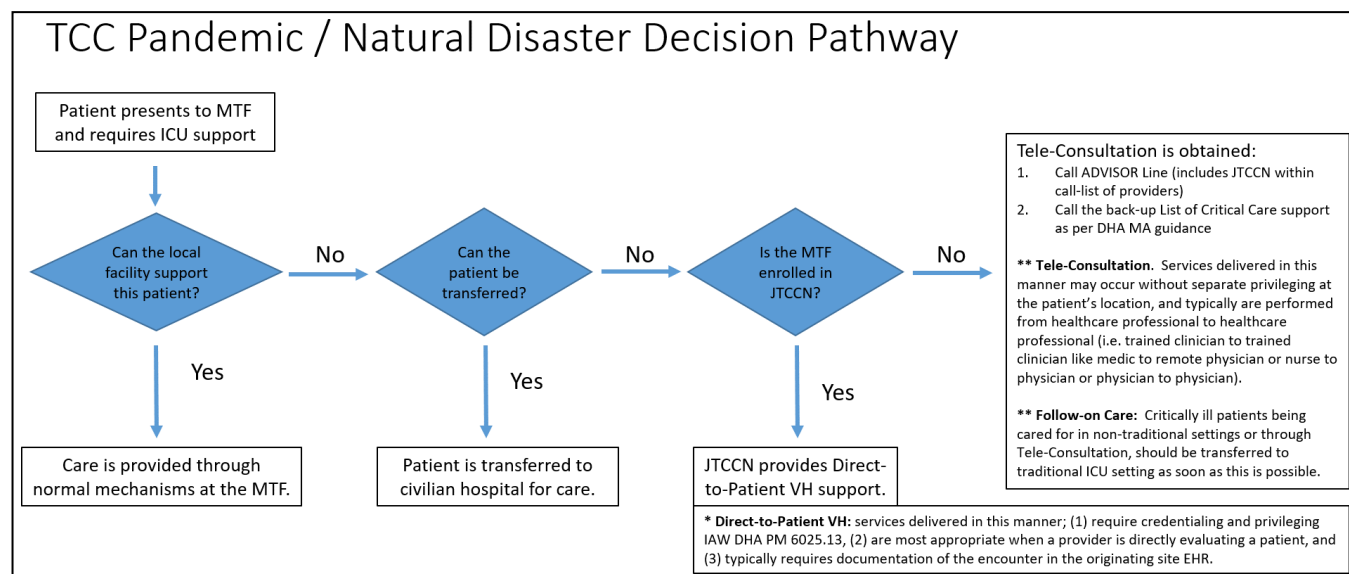 TCC Pandemic / Natural Disaster Decision Pathway
Patient presents to MTF
and requires ICU support
Can the local
facility support
this patient?
No
Can the
patient be
transferred?
No
Is the MTF
enrolled in
JTCCN?
No
Yes
Yes
Yes
Care is provided through
normal mechanisms at the MTF.
Patient is transferred to
civilian hospital for care.
JTCCN provides Direct-
to-Patient VH support.
* Direct-to-Patient VH: services delivered in this manner; (1) require credentialing and privileging
IAW DHA PM 6025.13, (2) are most appropriate when a provider is directly evaluating a patient, and
(3) typically requires documentation of the encounter in the originating site EHR.
Tele-Consultation is obtained:
1. Call ADVISOR Line (includes JTCCN within
call-list of providers)
2. Call the back-up List of Critical Care support
as per DHA MA guidance
** Tele-Consultation. Services delivered in this
manner may occur without separate privileging at
the patient's location, and typically are performed
from healthcare professional to healthcare
professional (i.e. trained clinician to trained
clinician like medic to remote physician or nurse to
physician or physician to physician).
** Follow-on Care: Critically ill patients being
cared for in non-traditional settings or through
Tele-Consultation, should be transferred to
traditional ICU setting as soon as this is possible.